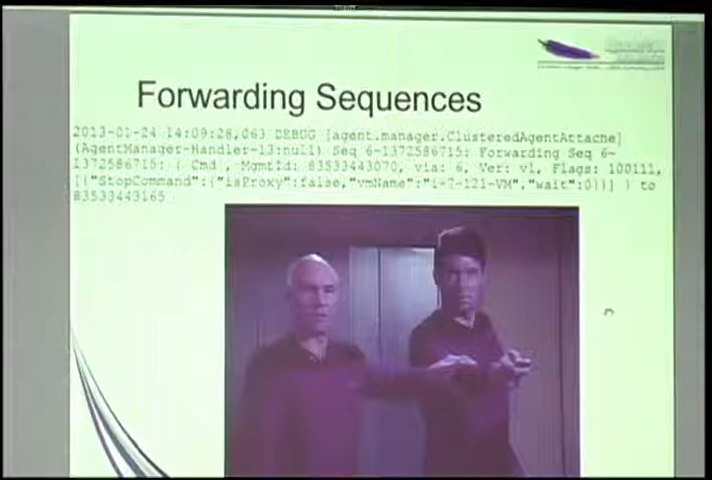 Forwarding Sequences
2013-01-24 14:09:28,063 DEBUG [agent.manager.ClusteredAgentAttache]
(AgentManager-Handler-13:null) Seq 6-1372586715: Forwarding Seq 6-
1372586715: { Cmd , MgmtId: 83533443070, via: 6, Ver: v1, Flags: 100111,
[{"StopCommand":{"isProxy":false,"vmName":"i-7-121-VM","wait":0}}] } to
83533443165